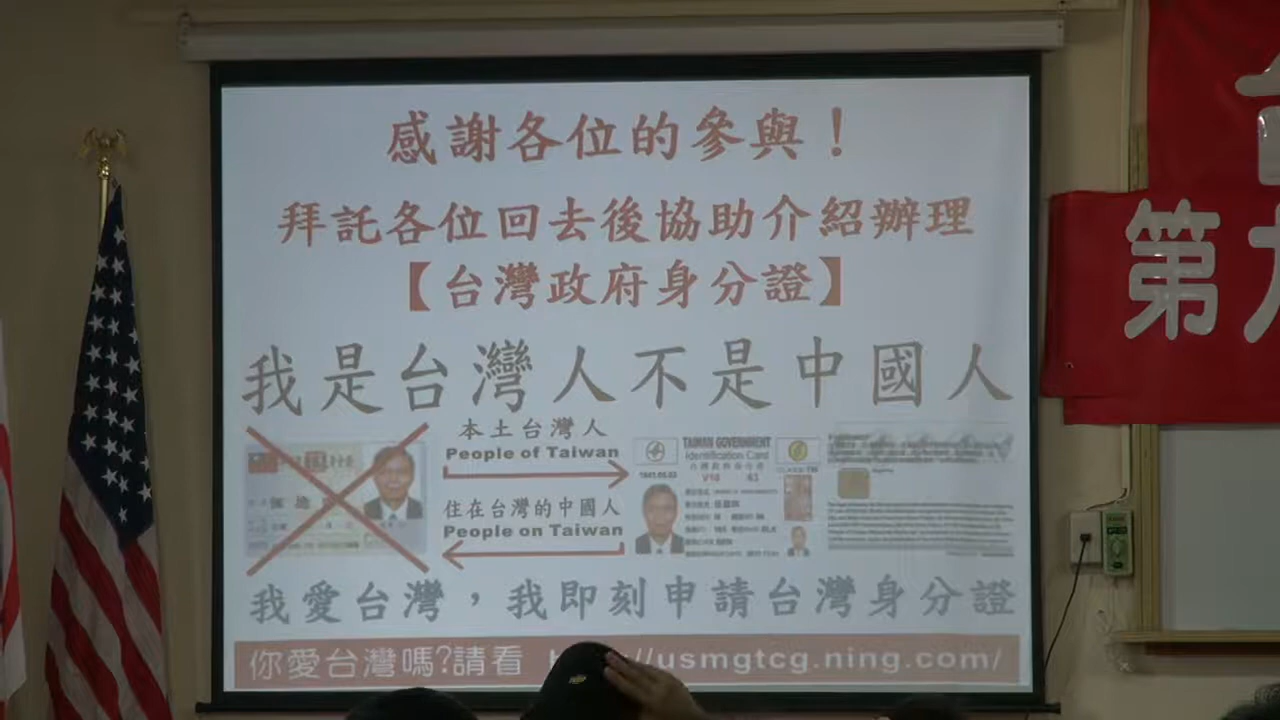 感謝各位的參與！
拜託各位回去後協助介紹辦理
【台灣政府身分證】
我是台灣人不是中國人
本土台灣人
People of Taiwan
住在台灣的中國人
People on Taiwan
TAIWAN GOVERNMENT
Identification Card
我愛台灣，我即刻申請台灣身分證
你愛台灣嗎?請看 //usmgtcg.ning.com/
第